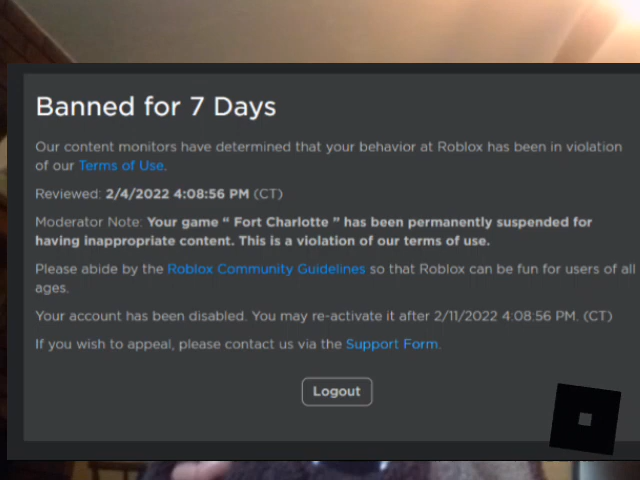 Banned for 7 Days
Our content monitors have determined that your behavior at Roblox has been in violation
of our Terms of Use.
Reviewed: 2/4/2022 4:08:56 PM (CT)
Moderator Note: Your game “ Fort Charlotte ” has been permanently suspended for
having inappropriate content. This is a violation of our terms of use.
Please abide by the Roblox Community Guidelines so that Roblox can be fun for users of all
ages.
Your account has been disabled. You may re-activate it after 2/11/2022 4:08:56 PM. (CT)
If you wish to appeal, please contact us via the Support Form.
Logout